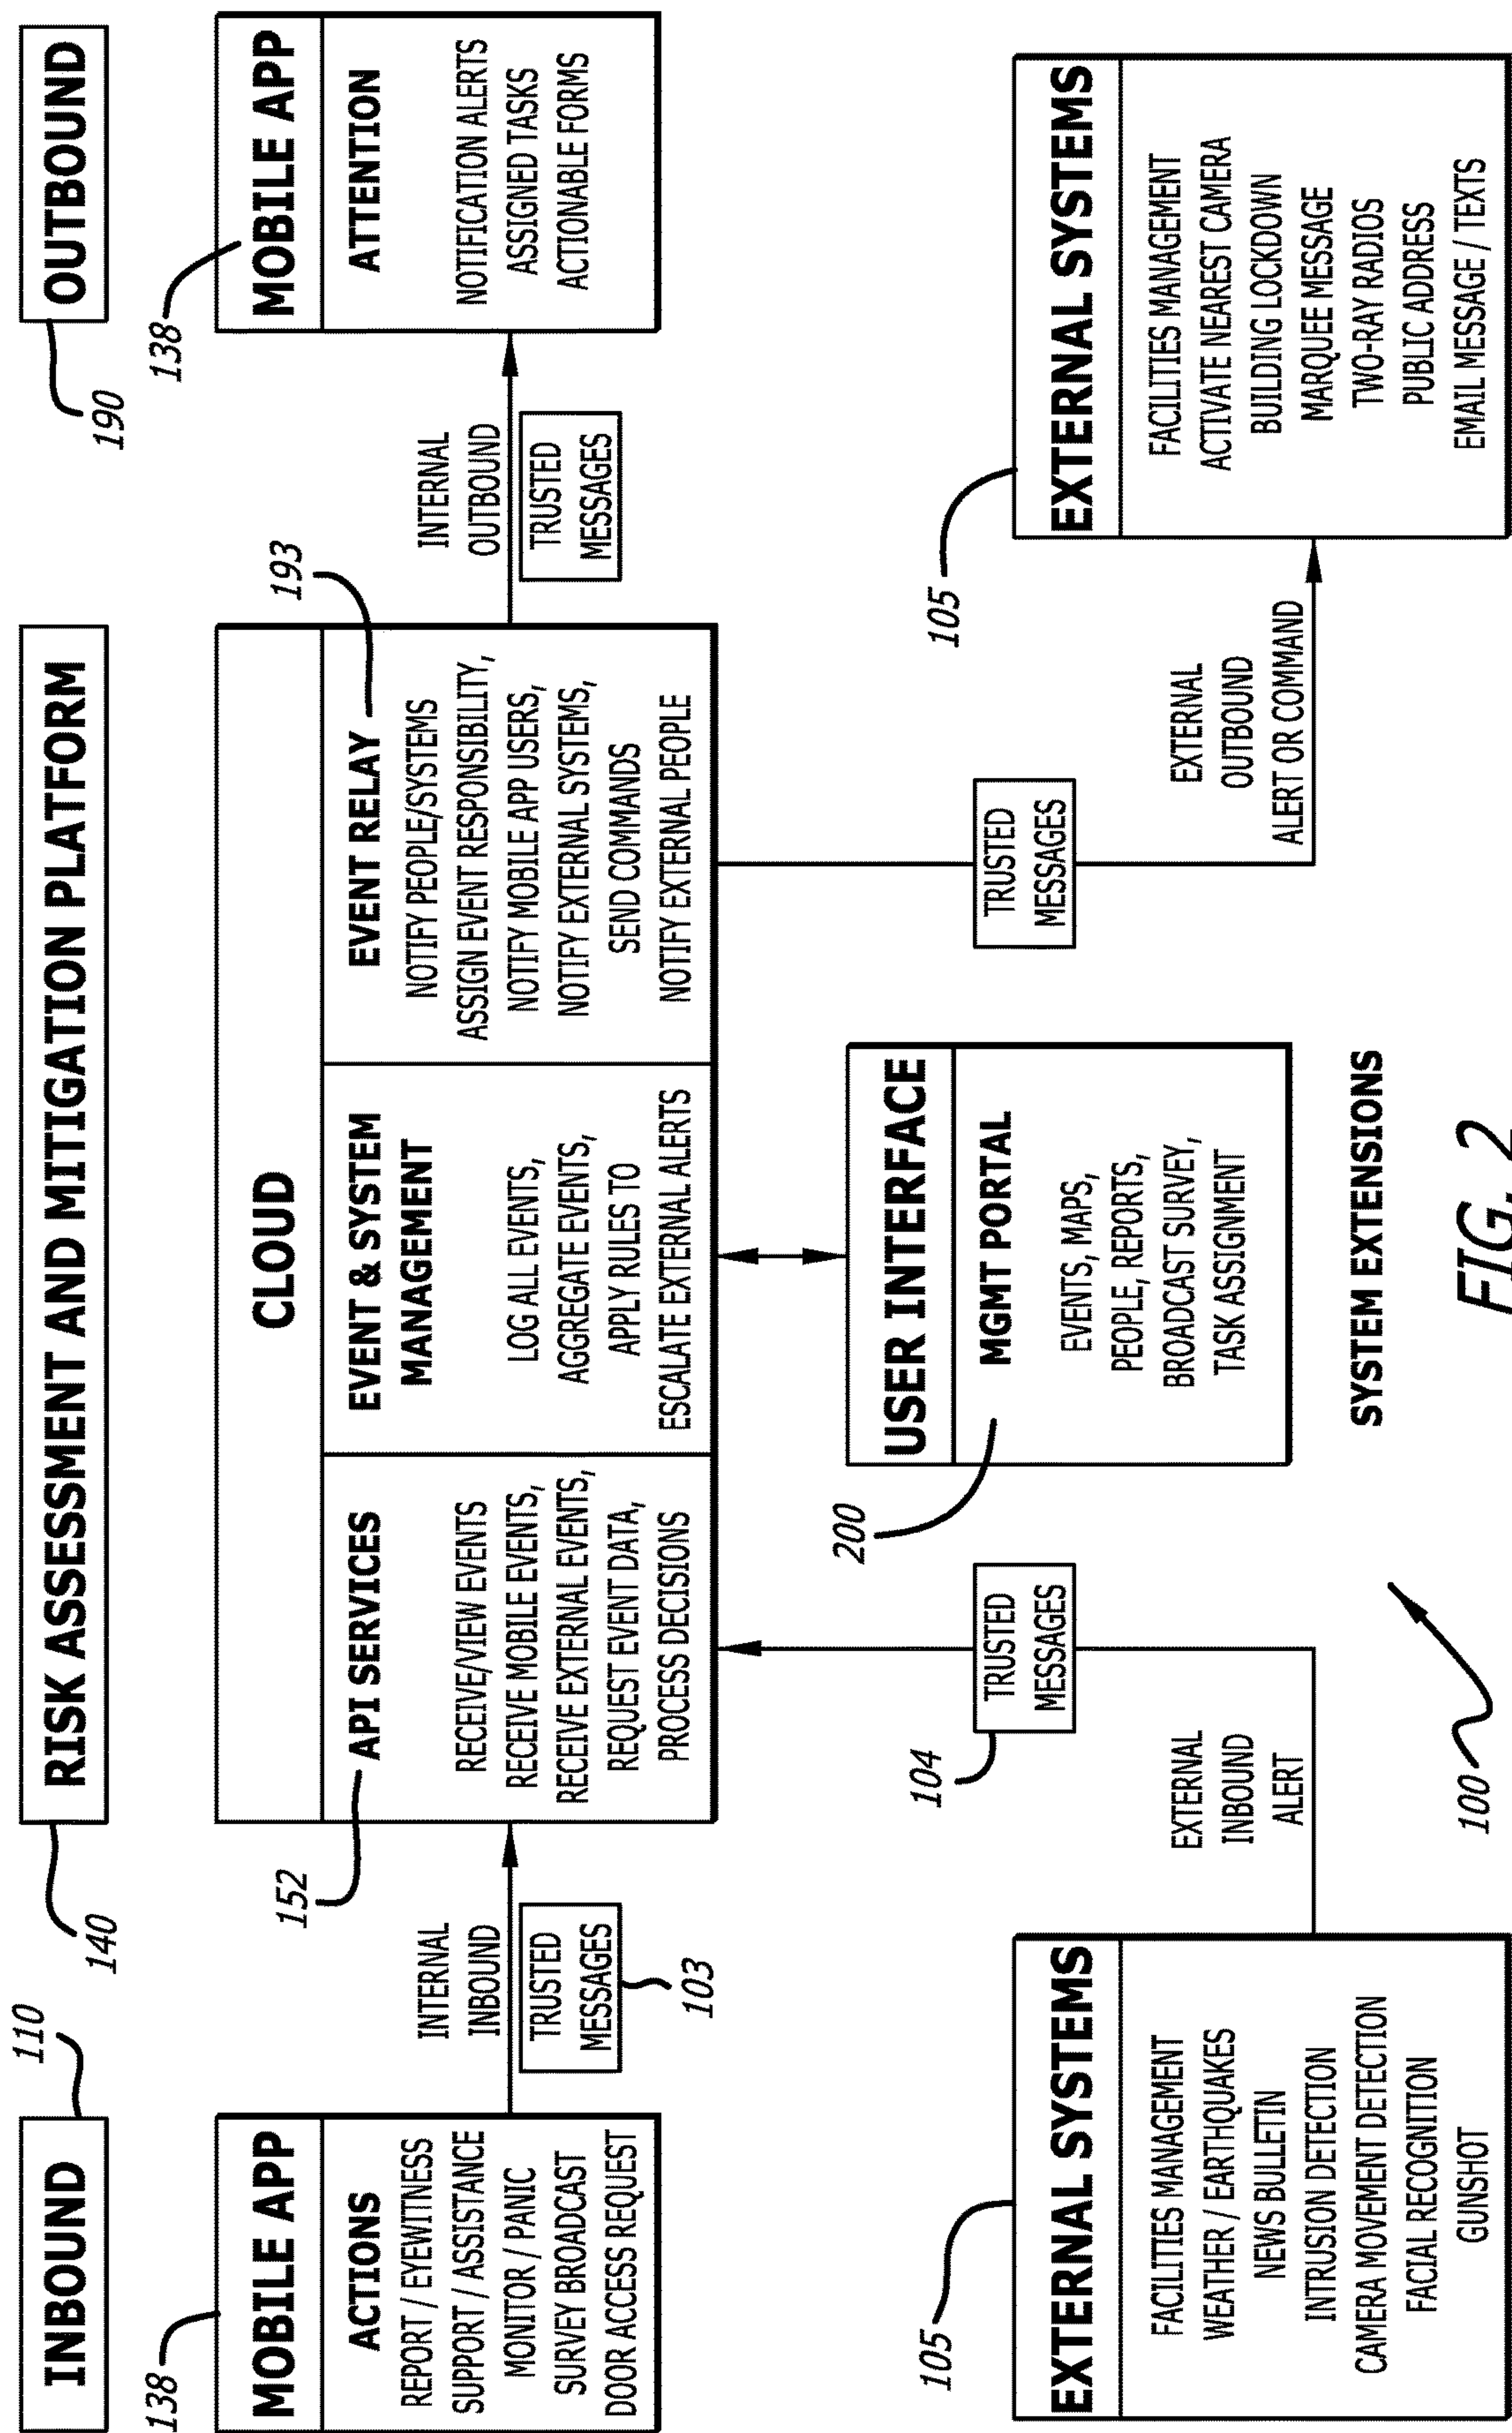 INBOUND
110
RISK ASSESSMENT AND MITIGATION PLATFORM
140
OUTBOUND
190
MOBILE APP
138
ACTIONS
REPORT / EYEWITNESS
SUPPORT / ASSISTANCE
MONITOR / PANIC
SURVEY BROADCAST
DOOR ACCESS REQUEST
INTERNAL
INBOUND
TRUSTED
MESSAGES
103
CLOUD
152
API SERVICES
RECEIVE/VIEW EVENTS
RECEIVE MOBILE EVENTS,
RECEIVE EXTERNAL EVENTS,
REQUEST EVENT DATA,
PROCESS DECISIONS
EVENT & SYSTEM
MANAGEMENT
LOG ALL EVENTS,
AGGREGATE EVENTS,
APPLY RULES TO
ESCALATE EXTERNAL ALERTS
EVENT RELAY
193
NOTIFY PEOPLE/SYSTEMS
ASSIGN EVENT RESPONSIBILITY,
NOTIFY MOBILE APP USERS,
NOTIFY EXTERNAL SYSTEMS,
SEND COMMANDS
NOTIFY EXTERNAL PEOPLE
INTERNAL
OUTBOUND
TRUSTED
MESSAGES
MOBILE APP
138
ATTENTION
NOTIFICATION ALERTS
ASSIGNED TASKS
ACTIONABLE FORMS
EXTERNAL SYSTEMS
105
FACILITIES MANAGEMENT
WEATHER / EARTHQUAKES
NEWS BULLETIN
INTRUSION DETECTION
CAMERA MOVEMENT DETECTION
FACIAL RECOGNITION
GUNSHOT
EXTERNAL
INBOUND
ALERT
104
TRUSTED
MESSAGES
USER INTERFACE
200
MGMT PORTAL
EVENTS, MAPS,
PEOPLE, REPORTS,
BROADCAST SURVEY,
TASK ASSIGNMENT
TRUSTED
MESSAGES
EXTERNAL
OUTBOUND
ALERT OR COMMAND
EXTERNAL SYSTEMS
105
FACILITIES MANAGEMENT
ACTIVATE NEAREST CAMERA
BUILDING LOCKDOWN
MARQUEE MESSAGE
TWO-RAY RADIOS
PUBLIC ADDRESS
EMAIL MESSAGE / TEXTS
SYSTEM EXTENSIONS
100
FIG. 2